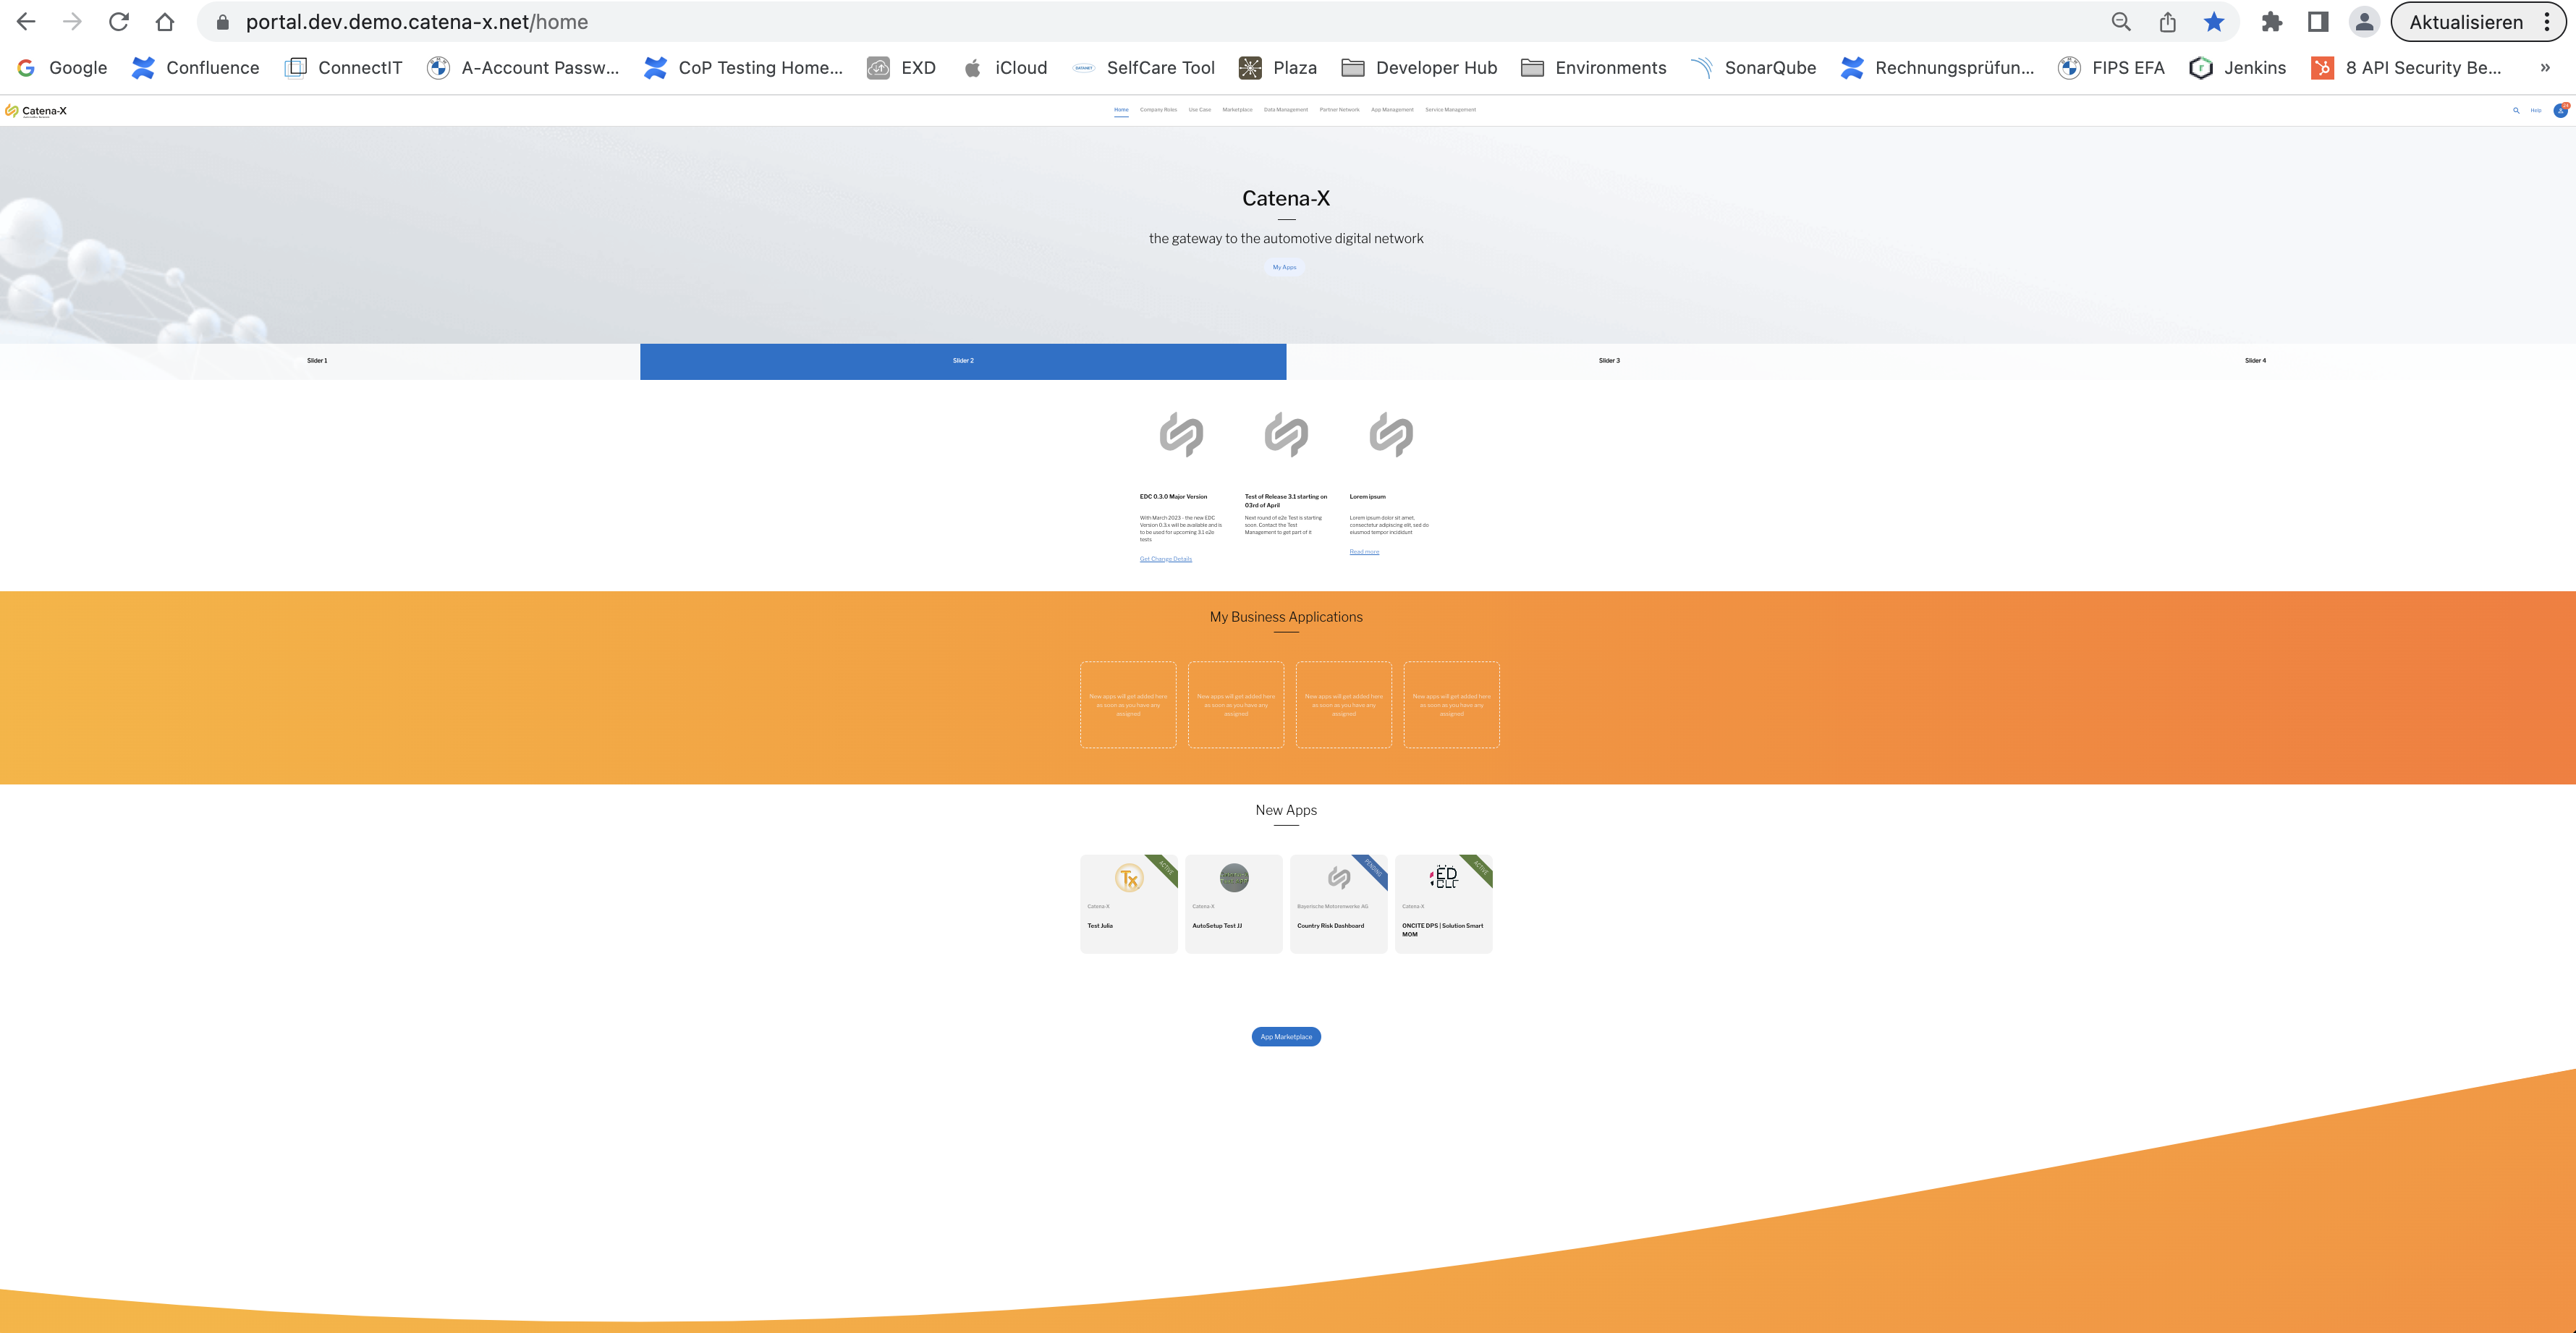 portal.dev.demo.catena-x.net/home
Aktualisieren
Google Confluence ConnectIT A-Account Passw... CoP Testing Home... EXD iCloud SelfCare Tool Plaza Developer Hub Environments SonarQube Rechnungsprüfun... FIPS EFA Jenkins 8 API Security Be... »
Catena-X
Home Company Roles Use Case Marketplace Data Management Partner Network App Management Service Management
Help
Catena-X
the gateway to the automotive digital network
My Apps
Slider 1 Slider 2 Slider 3 Slider 4
EDC 0.3.0 Major Version
With March 2023 - the new EDC
Version 0.3.x will be available and is
to be used for upcoming 3.1 e2e
tests
Get Change Details
Test of Release 3.1 starting on
03rd of April
Next round of e2e Test is starting
soon. Contact the Test
Management to get part of it
Lorem ipsum
Lorem ipsum dolor sit amet,
consectetur adipiscing elit, sed do
eiusmod tempor incididunt
Read more
My Business Applications
New apps will get added here
as soon as you have any
assigned
New apps will get added here
as soon as you have any
assigned
New apps will get added here
as soon as you have any
assigned
New apps will get added here
as soon as you have any
assigned
New Apps
ACTIVE
Tx
Catena-X
Test Julia
Catena-X
AutoSetup Test JJ
PENDING
Bayerische Motorenwerke AG
Country Risk Dashboard
ACTIVE
ED
Catena-X
ONCITE DPS | Solution Smart
MOM
App Marketplace